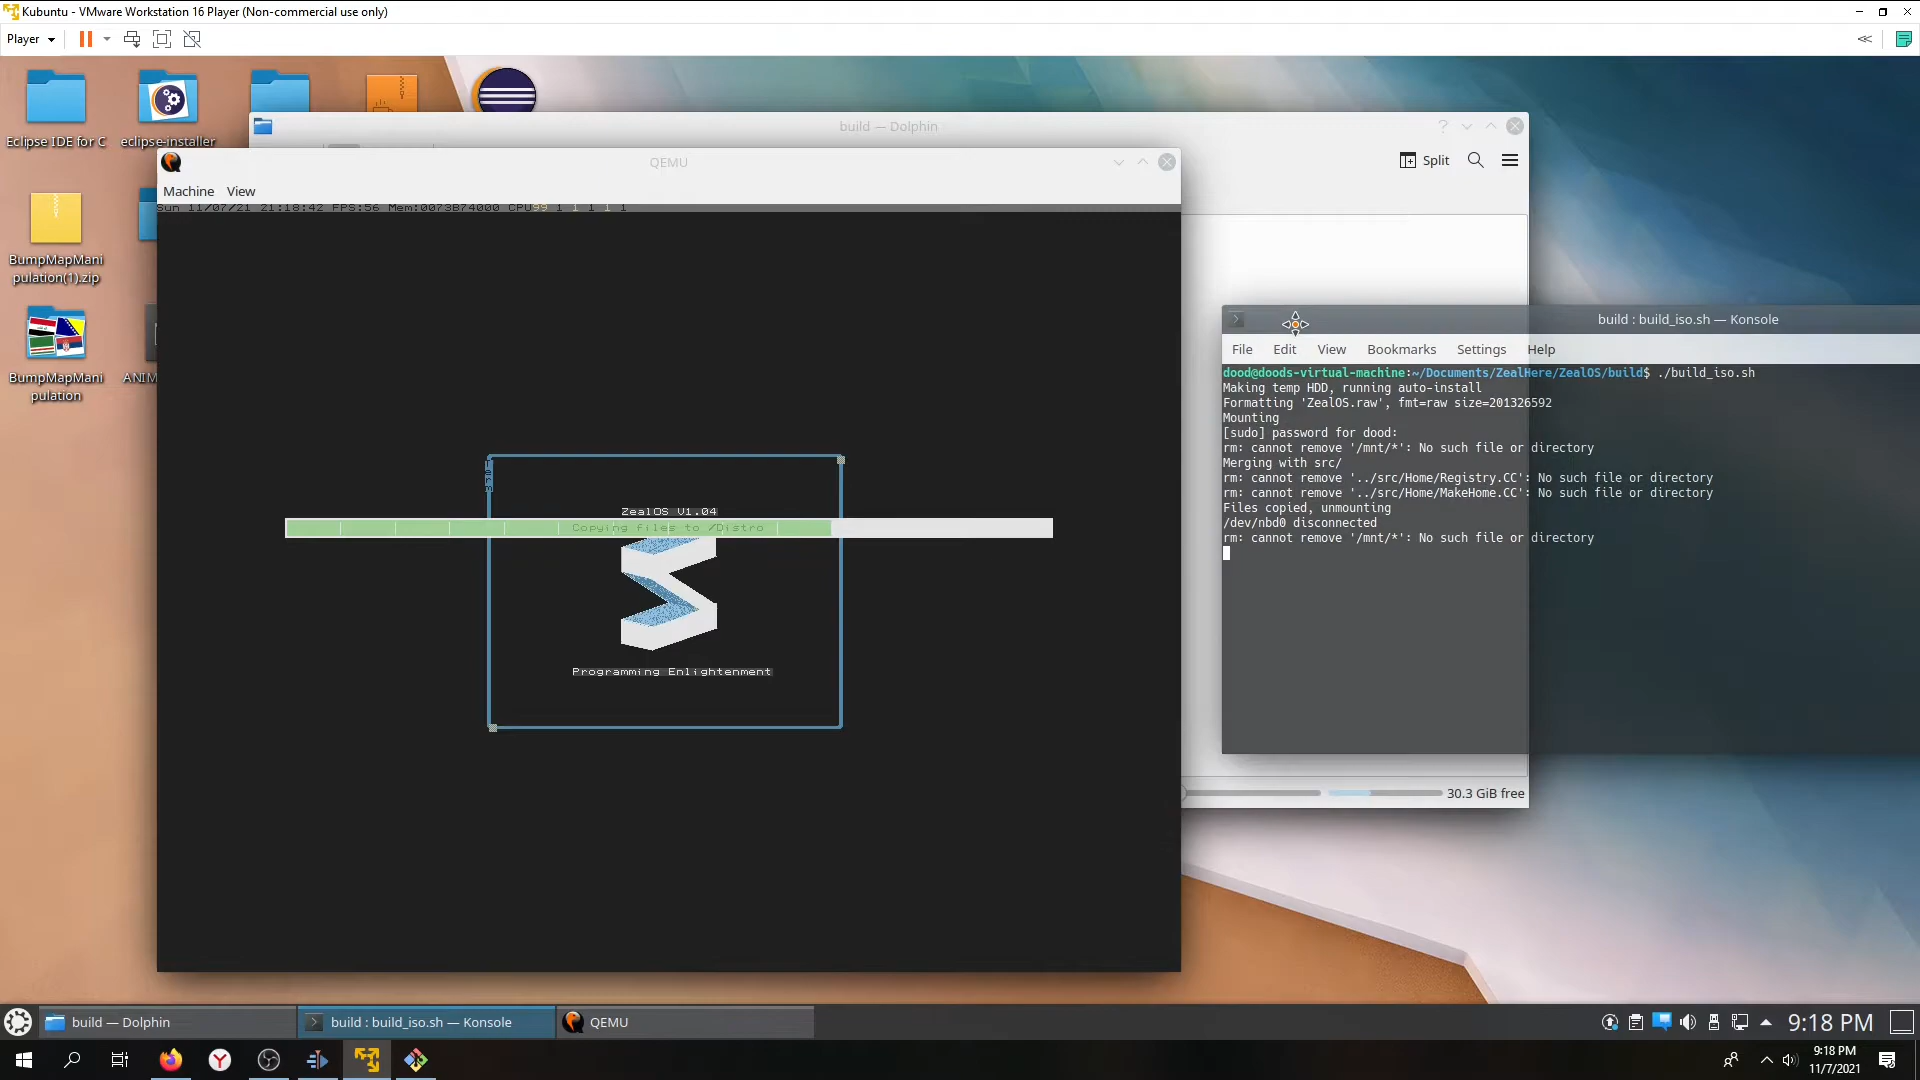 Kubuntu - VMware Workstation 16 Player (Non-commercial use only)
Player
Eclipse IDE for C
eclipse-installer
build — Dolphin
Split
QEMU
Machine View
Sun 11/07/21 21:18:42 FPS:56 Mem:0073B74000 CPU99 1 1 1 1 1
BumpMapMani
pulation(1).zip
BumpMapMani
pulation
ANIM
ZealOS V1.04
Copying files to /Distro
Programming Enlightenment
build : build_iso.sh — Konsole
File Edit View Bookmarks Settings Help
dood@doods-virtual-machine:~/Documents/ZealHere/ZealOS/build$ ./build_iso.sh
Making temp HDD, running auto-install
Formatting 'ZealOS.raw', fmt=raw size=201326592
Mounting
[sudo] password for dood:
rm: cannot remove '/mnt/*': No such file or directory
Merging with src/
rm: cannot remove '../src/Home/Registry.CC': No such file or directory
rm: cannot remove '../src/Home/MakeHome.CC': No such file or directory
Files copied, unmounting
/dev/nbd0 disconnected
rm: cannot remove '/mnt/*': No such file or directory
30.3 GiB free
build — Dolphin
build : build_iso.sh — Konsole
QEMU
9:18 PM
9:18 PM
11/7/2021